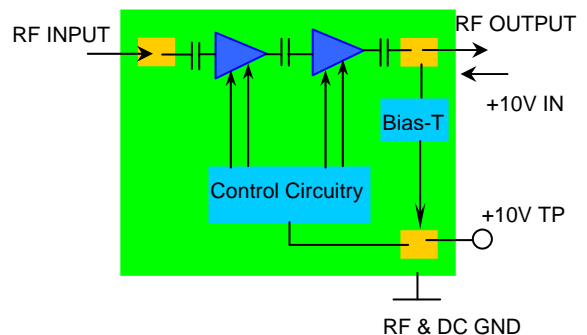 RF INPUT
RF OUTPUT
+10V IN
Bias-T
Control Circuitry
+10V TP
RF & DC GND